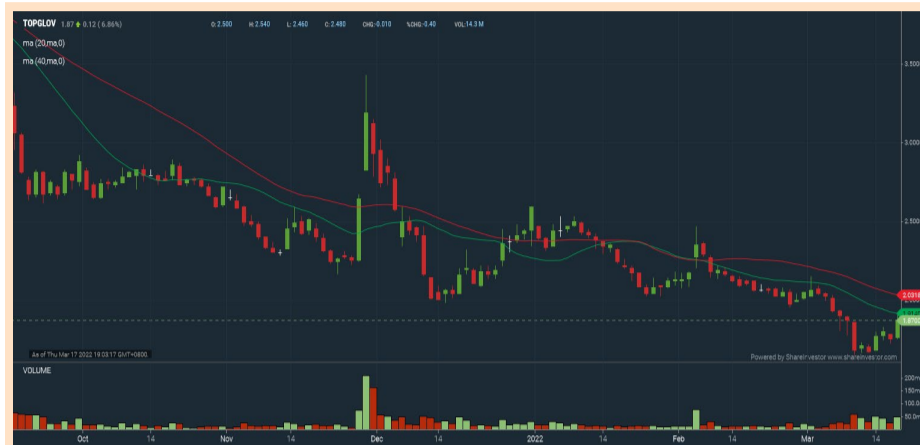 TOPGLOV 1.87 0.12 ( 6.86%) O: 2.500 H: 2.540 L: 2.460 C: 2.480 CHG:-0.010 %CHG:-0.40 VOL:14.3 M
ma (20,ma,0)
ma (40,ma,0)
3.500
3.000
2.500
2.0318
As of Thu Mar 17 2022 19:03:17 GMT+0800
Powered by ShareInvestor www.shareinvestor.com
VOLUME
200m
150m
100.0
50.0m
Oct 14 Nov 14 Dec 14 2022 14 Feb 14 Mar 14